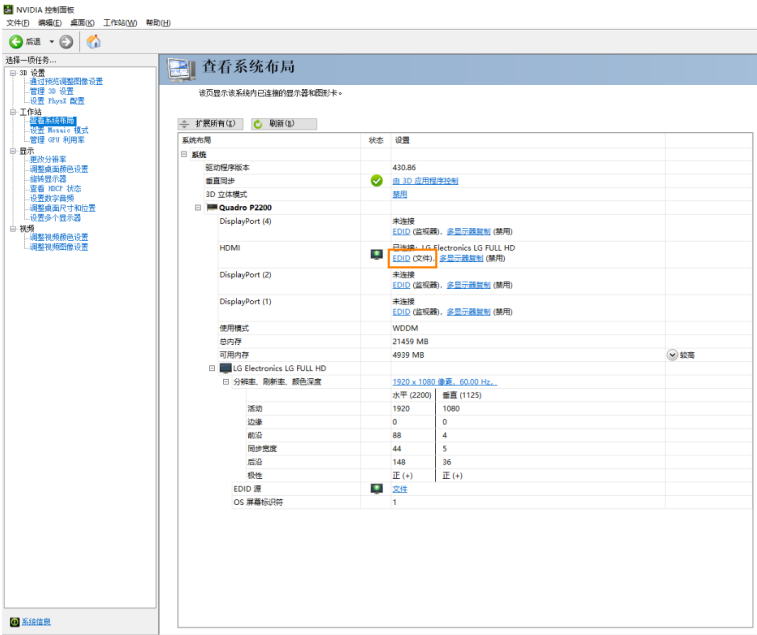 NVIDIA 控制面板
文件(F) 编辑(E) 桌面(K) 工作站(W) 帮助(H)
后退
选择一项任务...
3D 设置
通过预览调整图像设置
管理 3D 设置
设置 PhysX 配置
工作站
查看系统布局
设置 Mosaic 模式
管理 GPU 利用率
显示
更改分辨率
调整桌面颜色设置
旋转显示器
查看 HDCP 状态
设置数字音频
调整桌面尺寸和位置
设置多个显示器
视频
调整视频颜色设置
调整视频图像设置
系统信息
查看系统布局
该页显示该系统内已连接的显示器和图形卡。
扩展所有(X) 刷新(R)
系统布局 状态 设置
系统
驱动程序版本 430.86
垂直同步 由 3D 应用程序控制
3D 立体模式 禁用
Quadro P2200
DisplayPort (4) 未连接
EDID (监视器)、多显示器复制 (禁用)
HDMI 已连接: LG Electronics LG FULL HD
EDID (文件)、多显示器复制 (禁用)
DisplayPort (2) 未连接
EDID (监视器)、多显示器复制 (禁用)
DisplayPort (1) 未连接
EDID (监视器)、多显示器复制 (禁用)
使用模式 WDDM
总内存 21459 MB
可用内存 4939 MB 较高
LG Electronics LG FULL HD
分辨率、刷新率、颜色深度 1920 x 1080 像素、60.00 Hz、
水平 (2200) 垂直 (1125)
活动 1920 1080
边缘 0 0
前沿 88 4
同步宽度 44 5
后沿 148 36
极性 正 (+) 正 (+)
EDID 源 文件
OS 屏幕标识符 1